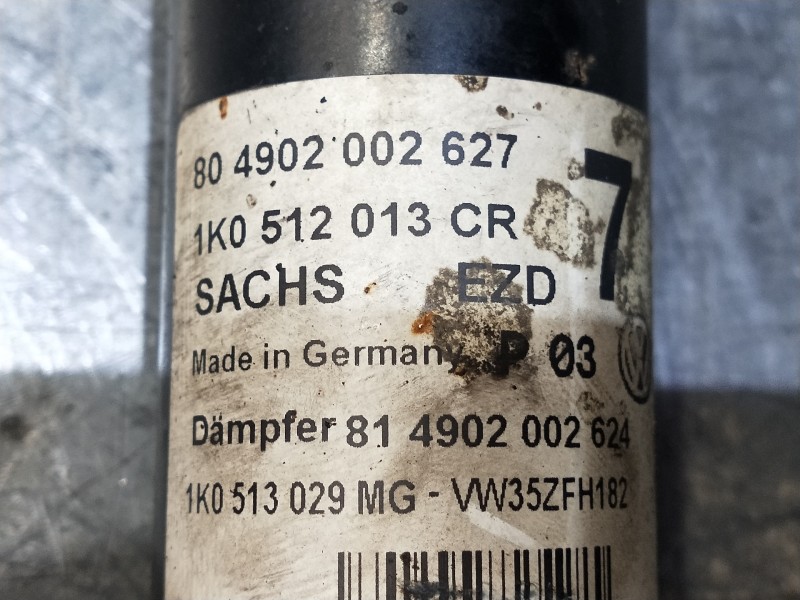 80 4902 002 627
7
1K0 512 013 CR
SACHS EZD
Made in Germany P 03
Dämpfer 81 4902 002 624
1K0 513 029 MG - VW35ZFH182